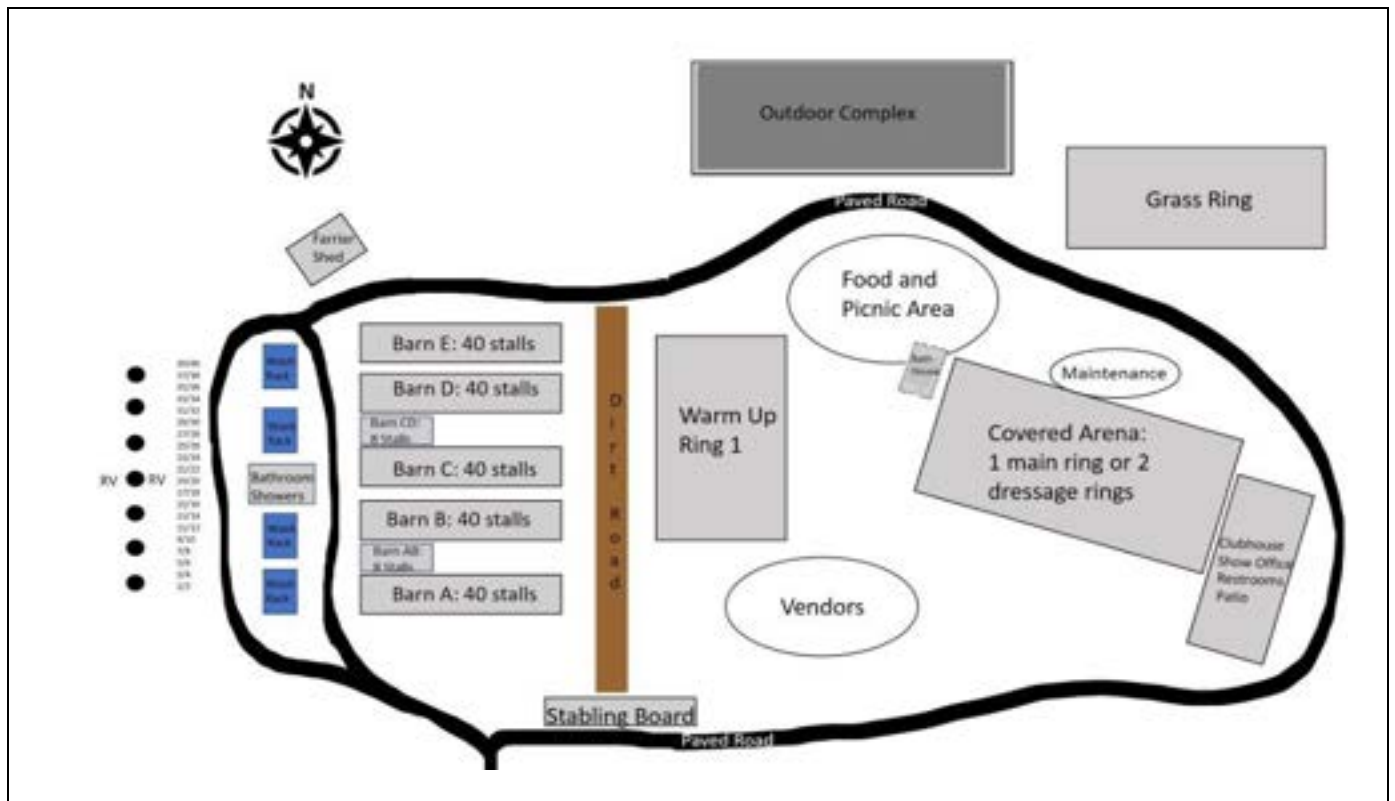 N
Outdoor Complex
Grass Ring
Paved Road
Farrier
Shed
Food and
Picnic Area
Barn E: 40 stalls
Barn D: 40 stalls
Barn CD:
8 Stalls
Barn C: 40 stalls
Barn B: 40 stalls
Barn AB:
8 Stalls
Barn A: 40 stalls
Dirt Road
Warm Up
Ring 1
Maintenance
Covered Arena:
1 main ring or 2
dressage rings
Wash
Rack
Wash
Rack
Bathroom
Showers
Wash
Rack
Wash
Rack
RV
RV
Clubhouse
Show Office
Restrooms
Patio
Vendors
Stabling Board
Paved Road